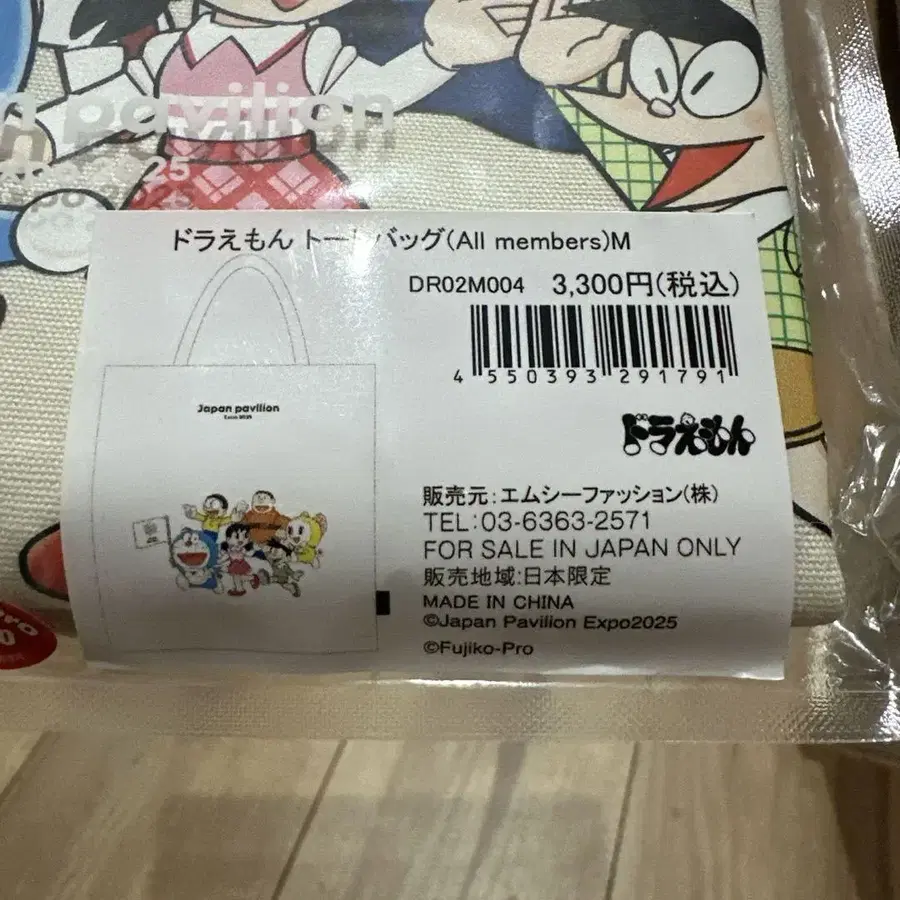 pavilion
ドラえもん トートバッグ(All members)M
DR02M004 3,300円(税込)
4 550393 291791
Japan pavilion
Expo 2025
ドラえもん
販売元:エムシーファッション(株)
TEL:03-6363-2571
FOR SALE IN JAPAN ONLY
販売地域:日本限定
MADE IN CHINA
©Japan Pavilion Expo2025
©Fujiko-Pro